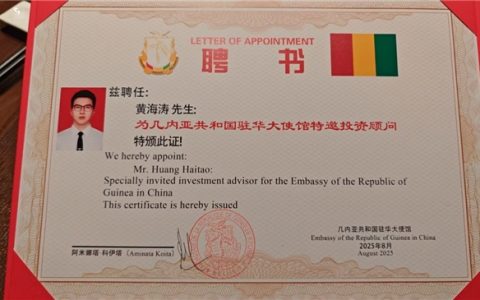 LETTER OF APPOINTMENT
聘 书
兹聘任:
黄海涛 先生:
为几内亚共和国驻华大使馆特邀投资顾问
特颁此证!
We hereby appoint:
Mr. Huang Haitao:
Specially invited investment advisor for the Embassy of the Republic of
Guinea in China
This certificate is hereby issued
几内亚共和国驻华大使馆
Embassy of the Republic of Guinea in China
2025年8月
August 2025
阿米娜塔·科伊塔 (Aminata Koita)